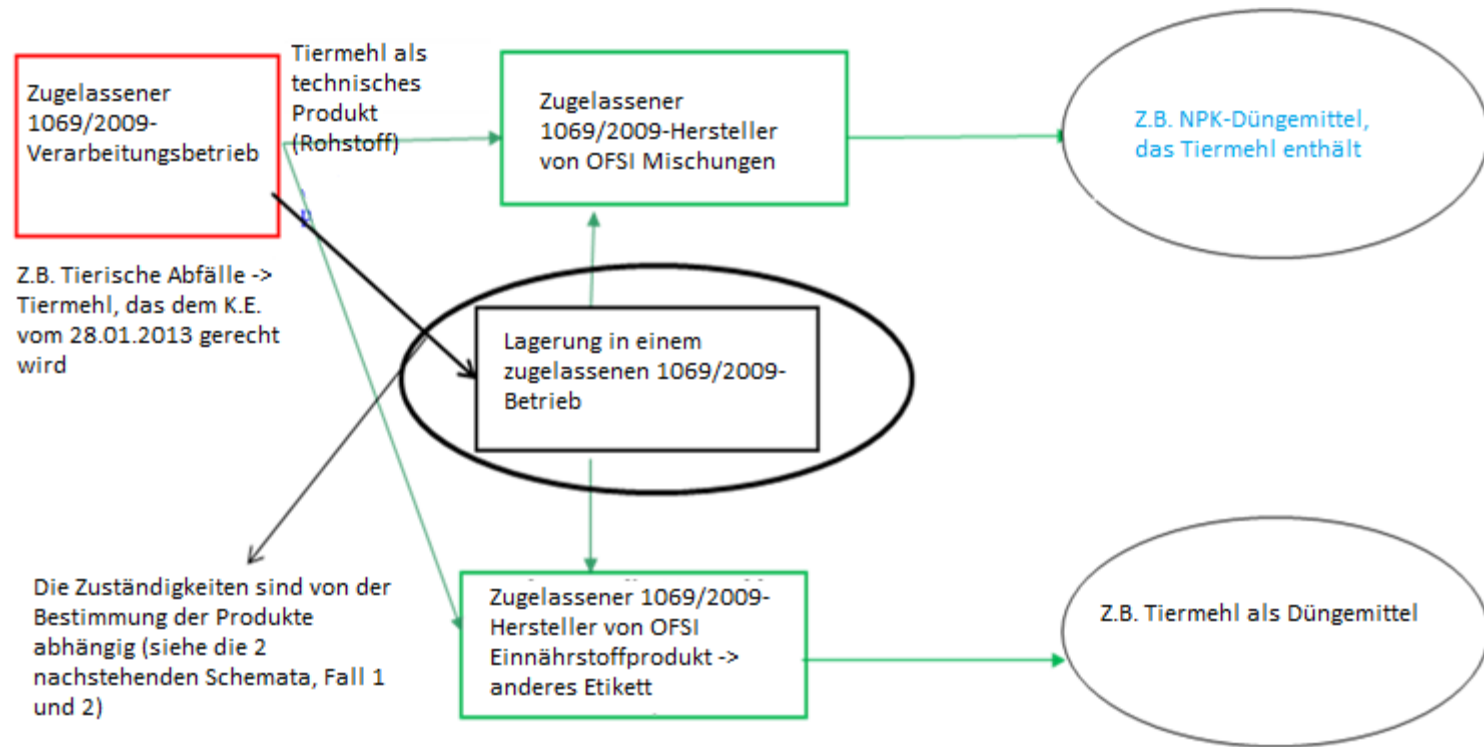 Zugelassener
1069/2009-
Verarbeitungsbetrieb
Tiermehl als
technisches
Produkt
(Rohstoff)
Zugelassener
1069/2009-Hersteller
von OFSI Mischungen
Z.B. NPK-Düngemittel,
das Tiermehl enthält
Z.B. Tierische Abfälle ->
Tiermehl, das dem K.E.
vom 28.01.2013 gerecht
wird
Lagerung in einem
zugelassenen 1069/2009-
Betrieb
Die Zuständigkeiten sind von der
Bestimmung der Produkte
abhängig (siehe die 2
nachstehenden Schemata, Fall 1
und 2)
Zugelassener 1069/2009-
Hersteller von OFSI
Einnährstoffprodukt ->
anderes Etikett
Z.B. Tiermehl als Düngemittel